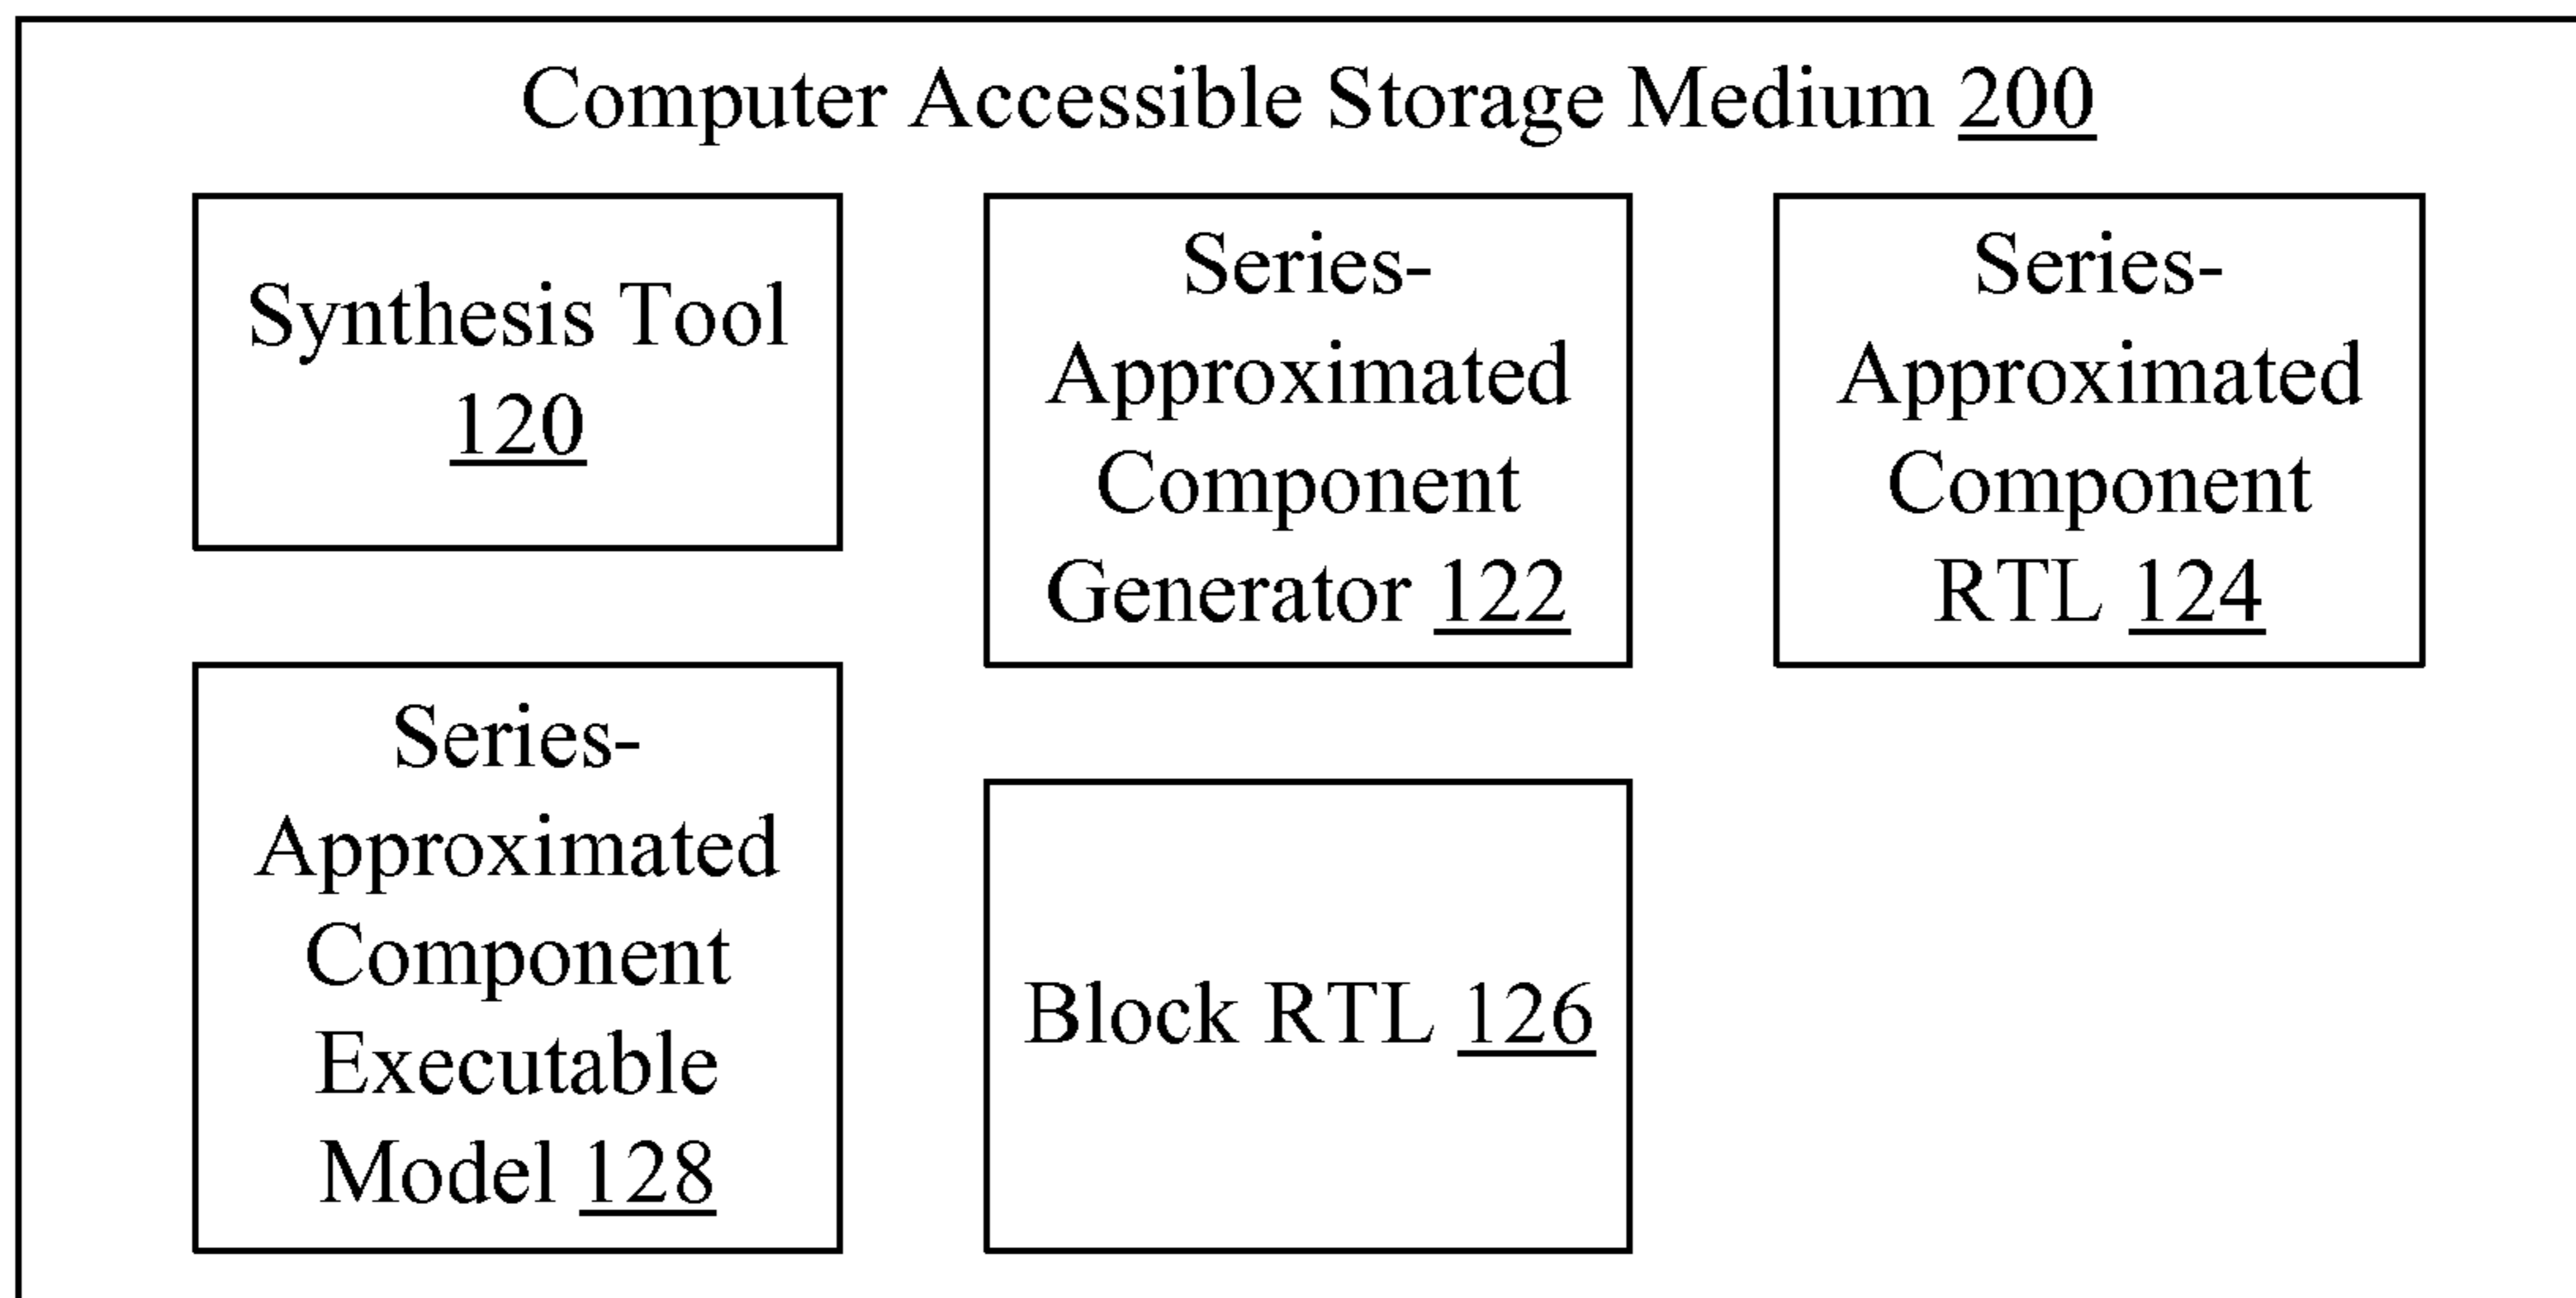 Computer Accessible Storage Medium 200
Synthesis Tool
120
Series-
Approximated
Component
Generator 122
Series-
Approximated
Component
RTL 124
Series-
Approximated
Component
Executable
Model 128
Block RTL 126